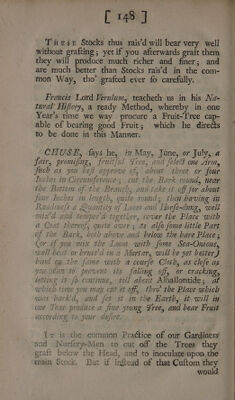 [ 148 ]
These Stocks thus rais'd will bear very well
without grafting; yet if you afterwards graft them
they will produce much richer and finer; and
are much better than Stocks rais'd in the com-
mon Way, tho' grafted ever so carefully.
Francis Lord Verulam, teacheth us in his Na-
tural History, a ready Method, whereby in one
Year's time we may procure a Fruit-Tree cap-
able of bearing good Fruit; which he directs
to be done in this Manner.
CHUSE, says he, in May, June, or July, a
fair, promising, fruitful Tree, and select one Arm,
such as you best approve of, about three or four
Inches in Circumference; cut the Bark round, near
the Bottom of the Branch, and take it off for about
four Inches in length, quite round; then having in
Readiness a Quantity of Loam and Horse-dung, well
mix'd and temper'd together, cover the Place with
a Coat thereof, quite over; as also some little Part
of the Bark, both above and below the bare Place;
(or if you mix the Loam with some Sea-Onions,
well beat or bruis'd in a Mortar, will be yet better)
bind on the same with a coarse Cloth, as close as
you can to prevent its falling off, or cracking,
letting it so continue, till about Alhallontide; at
which time you may cut it off, thro' the Place which
was bark'd, and set it in the Earth, it will in
one Year produce a fine young Tree, and bear Fruit
according to your desire.
It is the common Practice of our Gardiners
and Nursery-Men to cut off the Trees they
graft below the Head, and to inoculate upon the
main Stock. But if instead of that Custom they
would